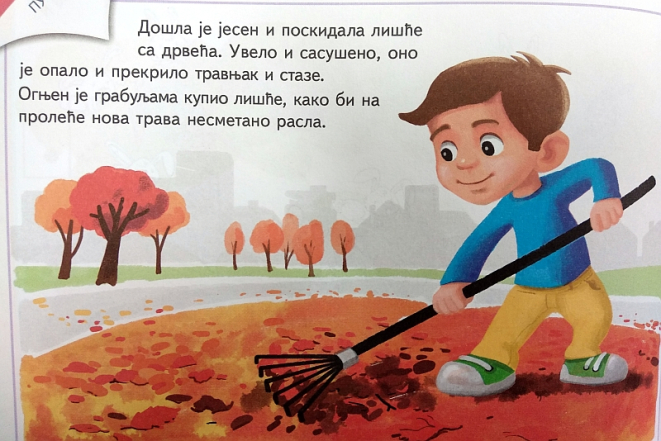 Дошла је јесен и поскидала лишће
са дрвећа. Увело и сасушено, оно
је опало и прекрило травњак и стазе.
Огњен је грабуљама купио лишће, како би на
пролеће нова трава несметано расла.